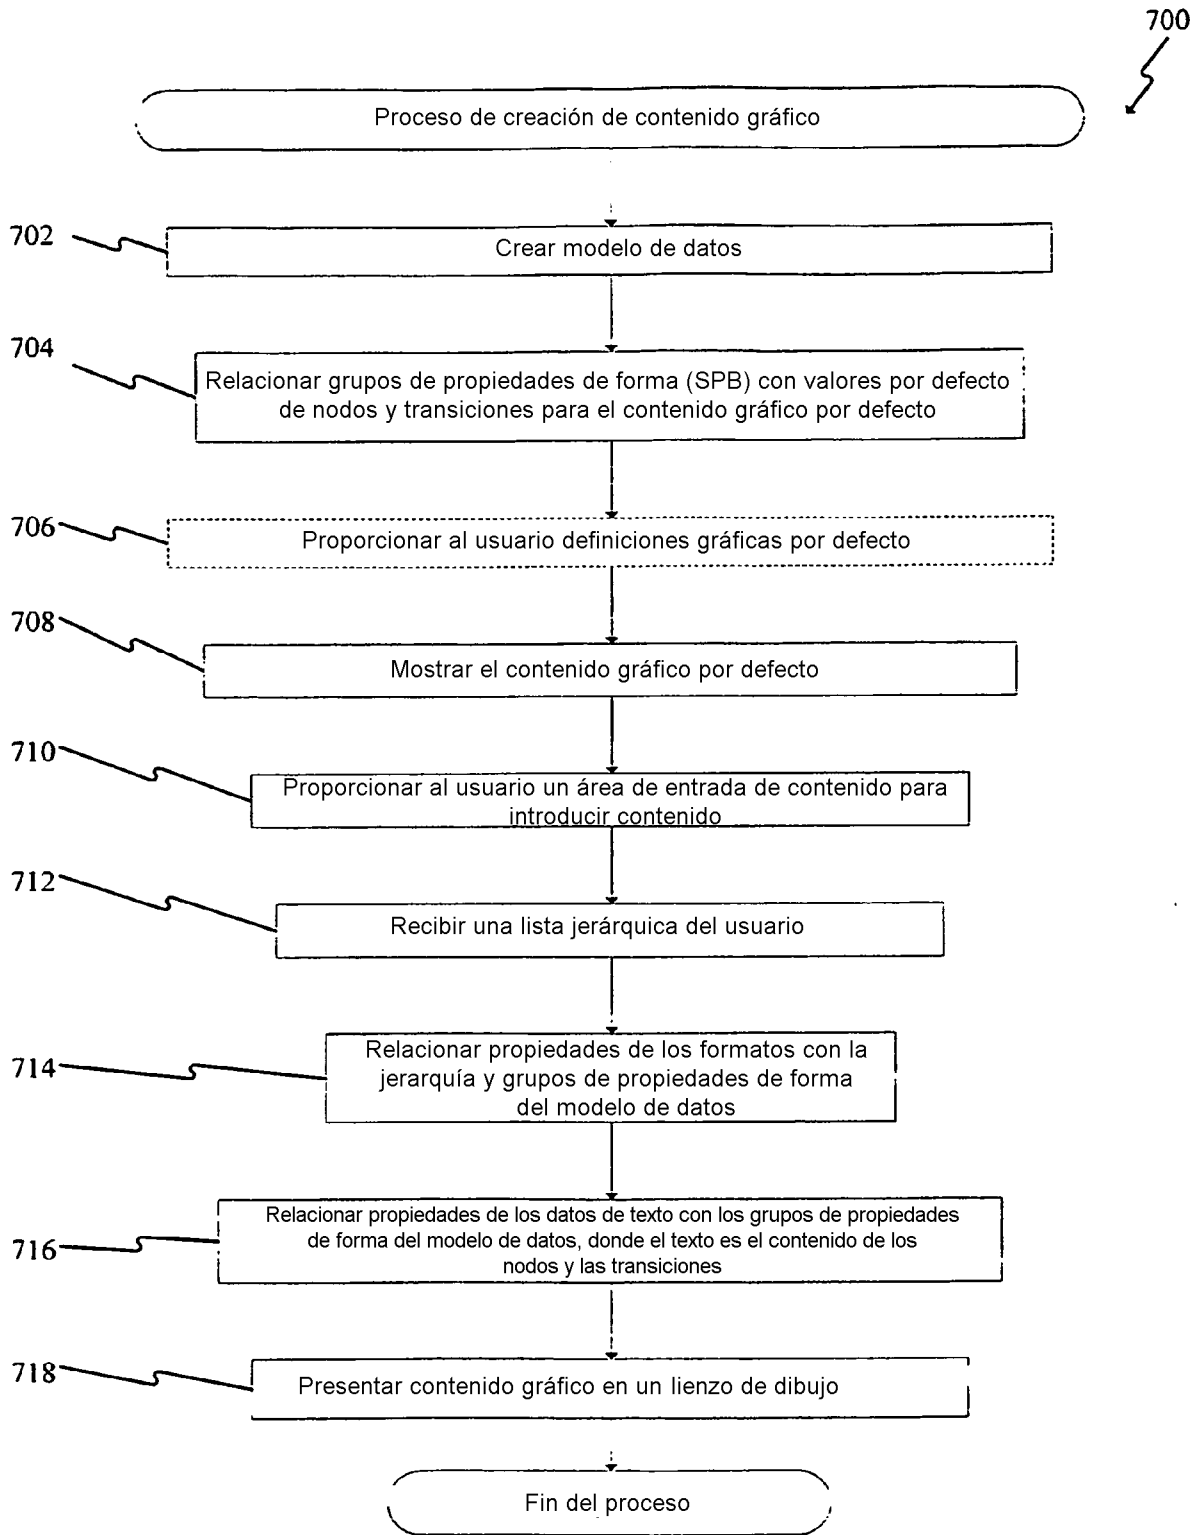 700
Proceso de creación de contenido gráfico
702
Crear modelo de datos
704
Relacionar grupos de propiedades de forma (SPB) con valores por defecto
de nodos y transiciones para el contenido gráfico por defecto
706
Proporcionar al usuario definiciones gráficas por defecto
708
Mostrar el contenido gráfico por defecto
710
Proporcionar al usuario un área de entrada de contenido para
introducir contenido
712
Recibir una lista jerárquica del usuario
714
Relacionar propiedades de los formatos con la
jerarquía y grupos de propiedades de forma
del modelo de datos
716
Relacionar propiedades de los datos de texto con los grupos de propiedades
de forma del modelo de datos, donde el texto es el contenido de los
nodos y las transiciones
718
Presentar contenido gráfico en un lienzo de dibujo
Fin del proceso